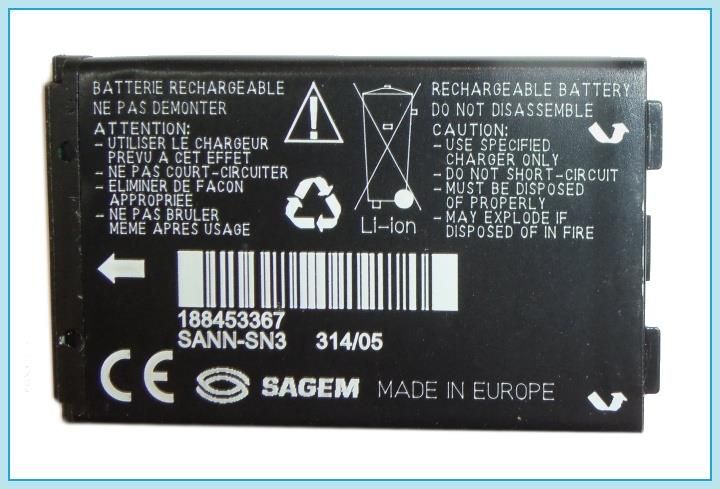 BATTERIE RECHARGEABLE
NE PAS DEMONTER
ATTENTION:
- UTILISER LE CHARGEUR
PREVU A CET EFFET
- NE PAS COURT-CIRCUITER
- ELIMINER DE FACON
APPROPRIEE
- NE PAS BRULER
MÊME APRES USAGE
Li-ion
RECHARGEABLE BATTERY
DO NOT DISASSEMBLE
CAUTION:
- USE SPECIFIED
CHARGER ONLY
- DO NOT SHORT-CIRCUIT
- MUST BE DISPOSED
OF PROPERLY
- MAY EXPLODE IF
DISPOSED OF IN FIRE
188453367
SANN-SN3 314/05
CE SAGEM MADE IN EUROPE